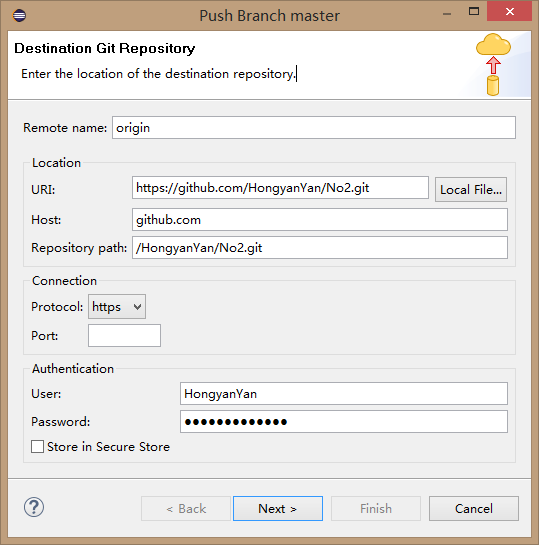 Push Branch master
Destination Git Repository
Enter the location of the destination repository.
Remote name: origin
Location
URI: https://github.com/HongyanYan/No2.git Local File...
Host: github.com
Repository path: /HongyanYan/No2.git
Connection
Protocol: https
Port:
Authentication
User: HongyanYan
Password: ●●●●●●●●●●●●●
Store in Secure Store
? < Back Next > Finish Cancel